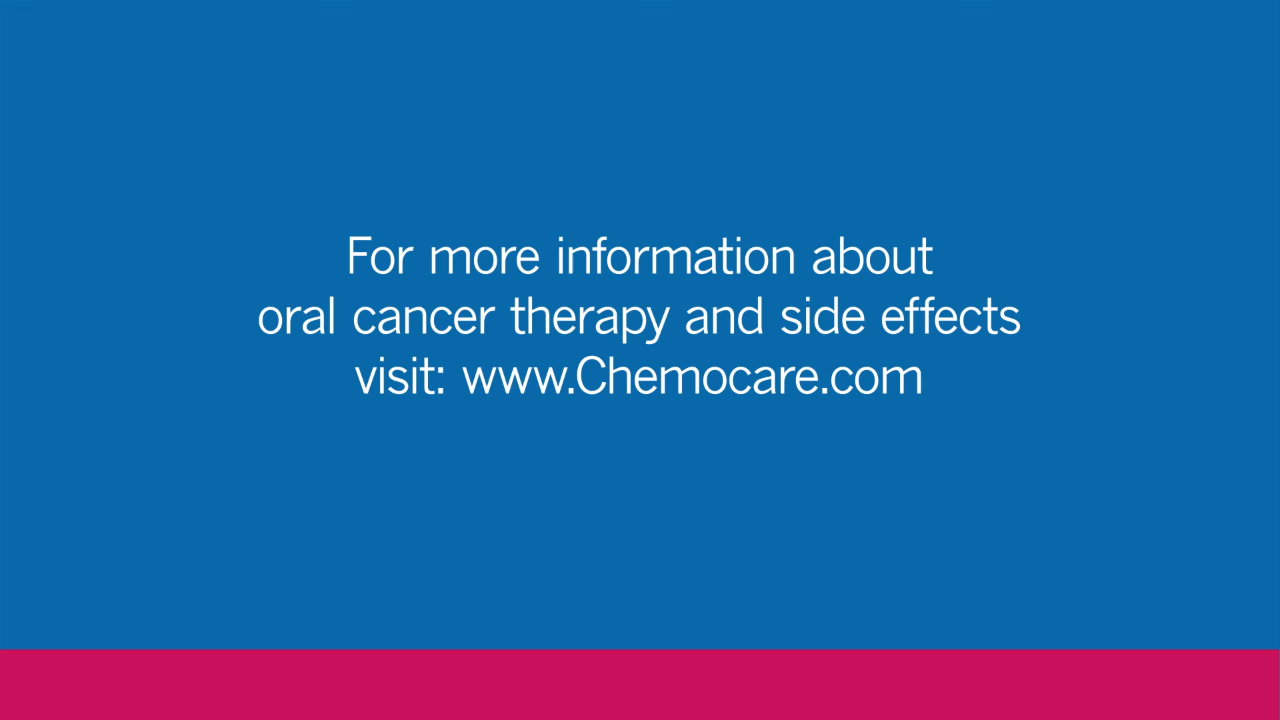 For more information about
oral cancer therapy and side effects
visit: www.Chemocare.com